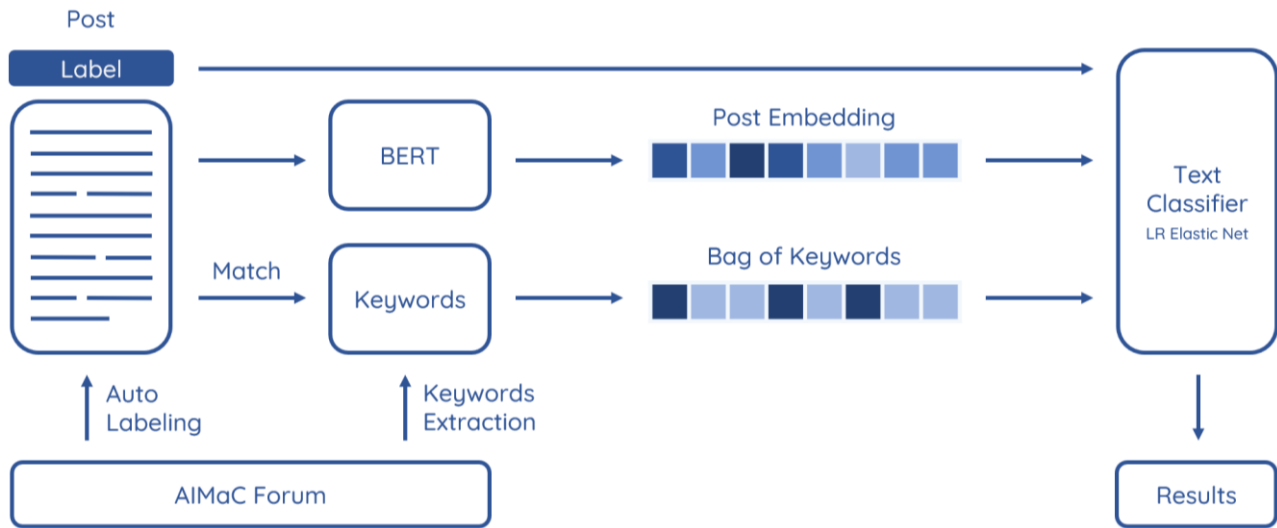 Post
Label
BERT
Post Embedding
Text
Classifier
LR Elastic Net
Match
Keywords
Bag of Keywords
Auto
Labeling
Keywords
Extraction
AIMaC Forum
Results